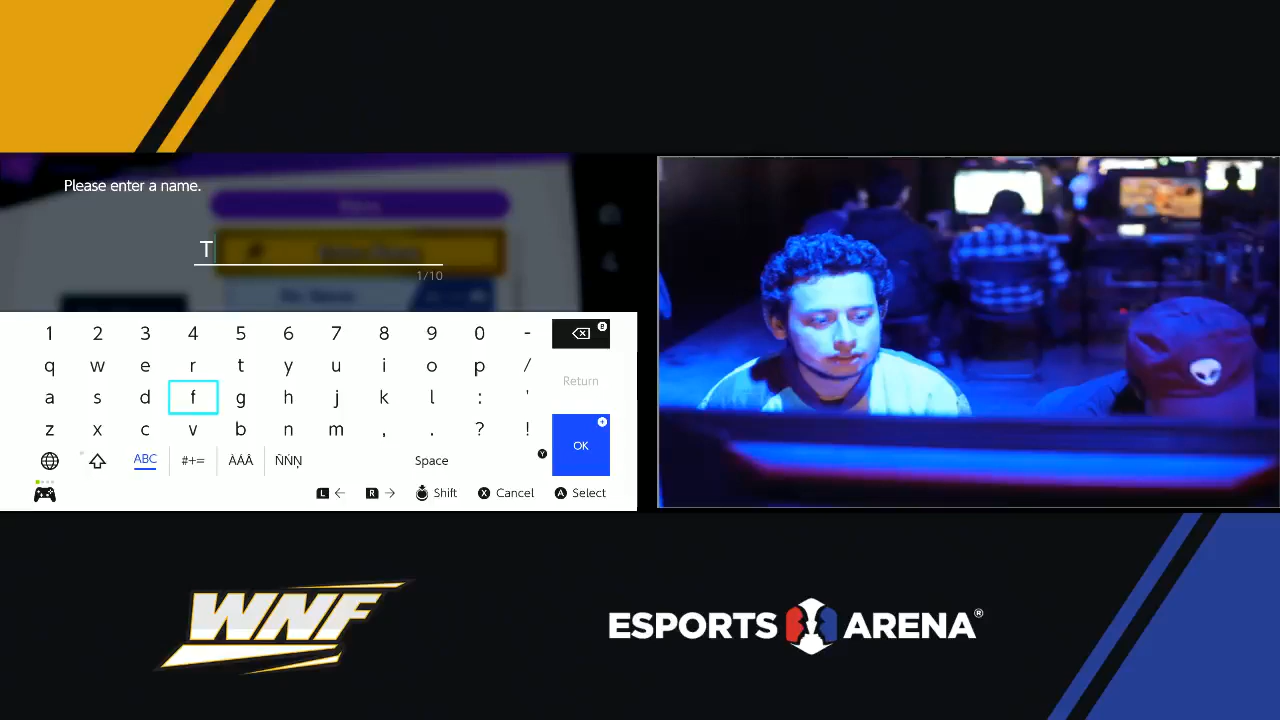 Please enter a name.
T
1/10
1 2 3 4 5 6 7 8 9 0 -
q w e r t y u i o p /
Return
a s d f g h j k l : '
z x c v b n m , . ? !
OK
ABC #+= ÀÁÂ ŃÑŅ Space
L ← R → Shift X Cancel A Select
WNF
ESPORTS ARENA®